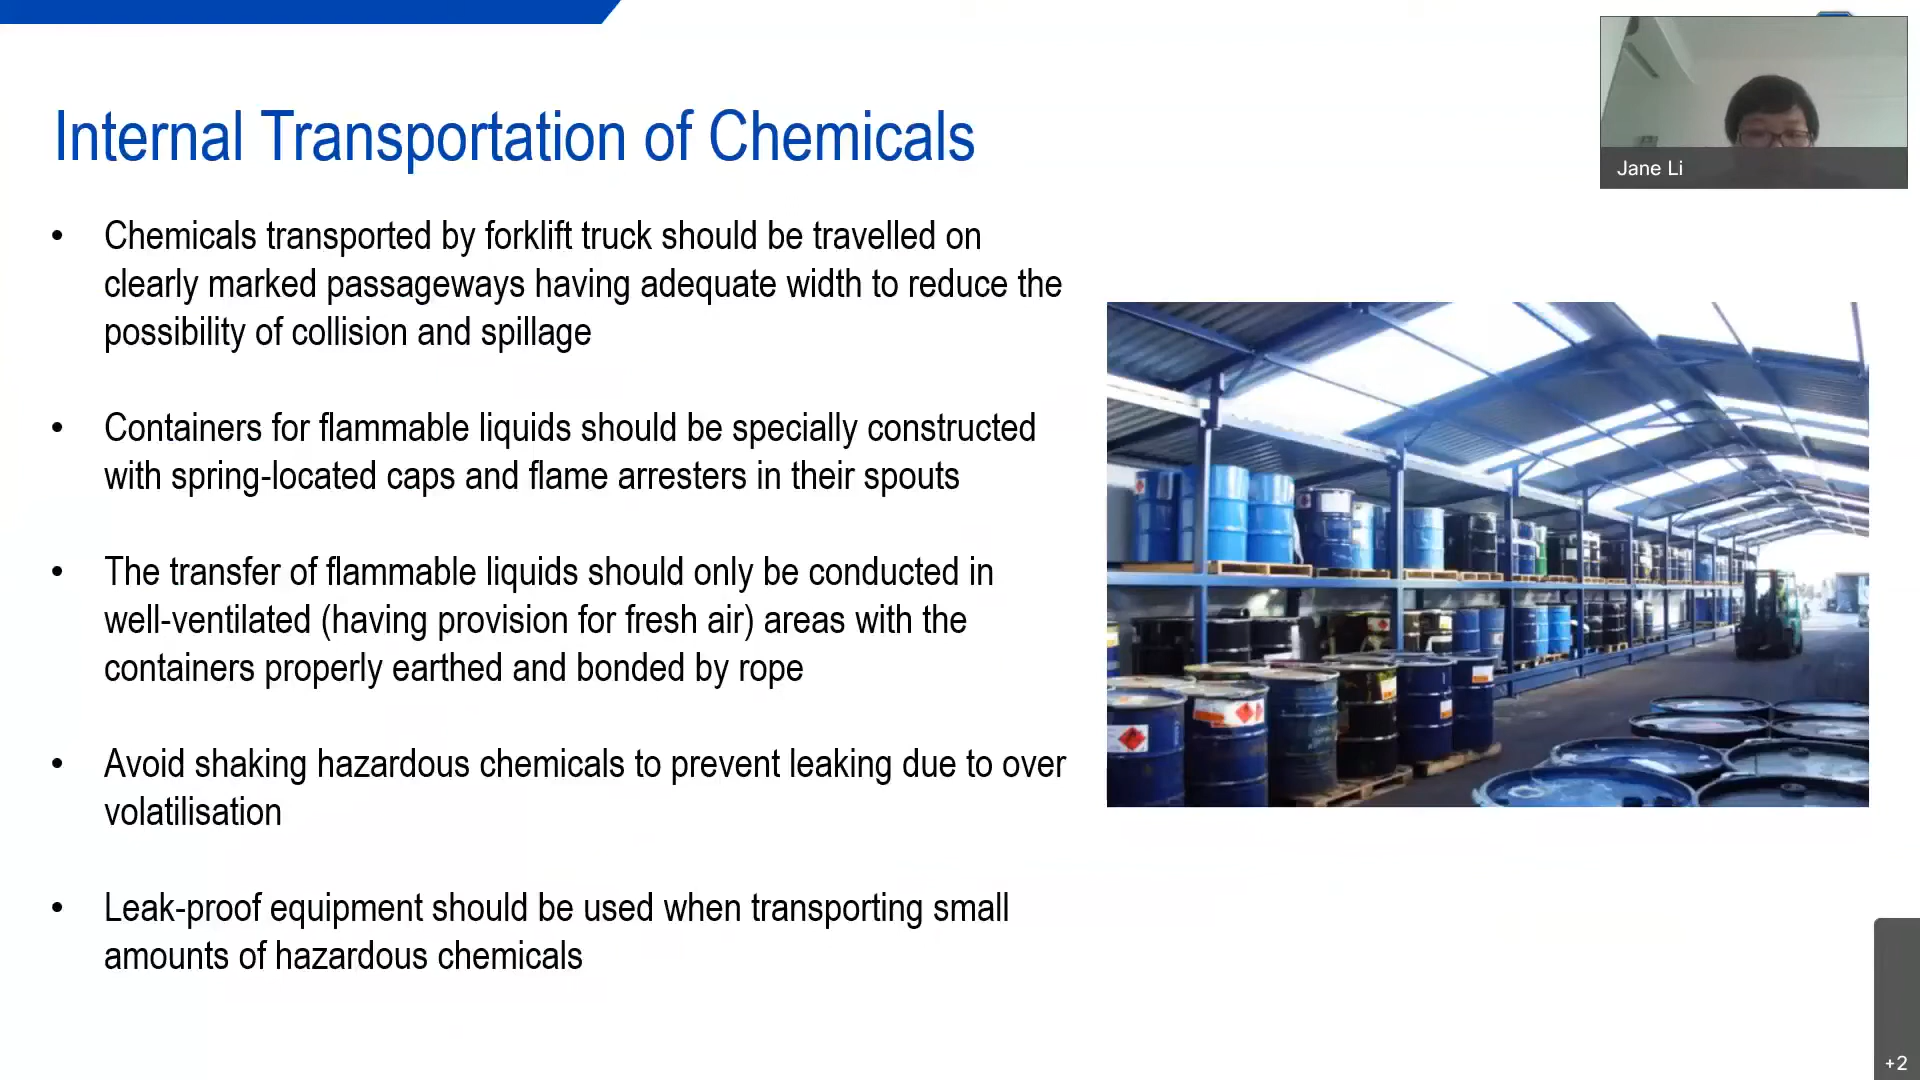 Jane Li
Internal Transportation of Chemicals
• Chemicals transported by forklift truck should be travelled on
clearly marked passageways having adequate width to reduce the
possibility of collision and spillage
• Containers for flammable liquids should be specially constructed
with spring-located caps and flame arresters in their spouts
• The transfer of flammable liquids should only be conducted in
well-ventilated (having provision for fresh air) areas with the
containers properly earthed and bonded by rope
• Avoid shaking hazardous chemicals to prevent leaking due to over
volatilisation
• Leak-proof equipment should be used when transporting small
amounts of hazardous chemicals
+2